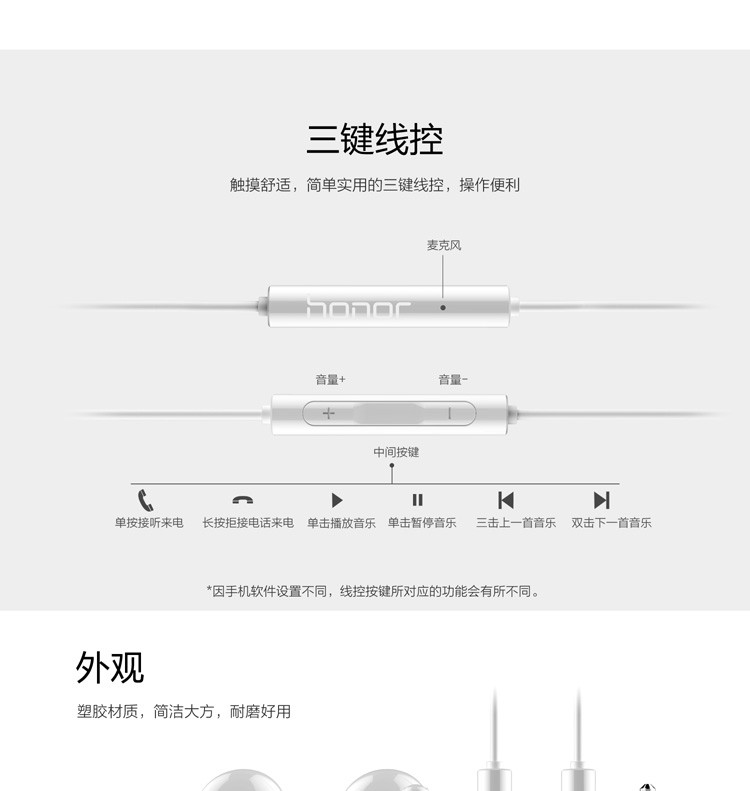 三键线控
触摸舒适，简单实用的三键线控，操作便利
麦克风
honor
音量+ 音量-
+ -
中间按键
单按接听来电 长按拒接电话来电 单击播放音乐 单击暂停音乐 三击上一首音乐 双击下一首音乐
*因手机软件设置不同，线控按键所对应的功能会有所不同。
外观
塑胶材质，简洁大方，耐磨好用